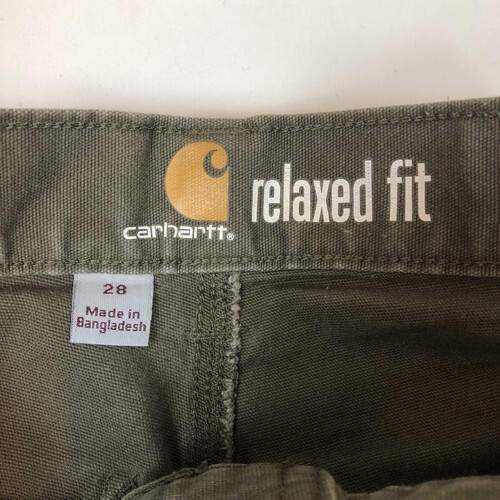 carhartt®
relaxed fit
28
Made in
Bangladesh